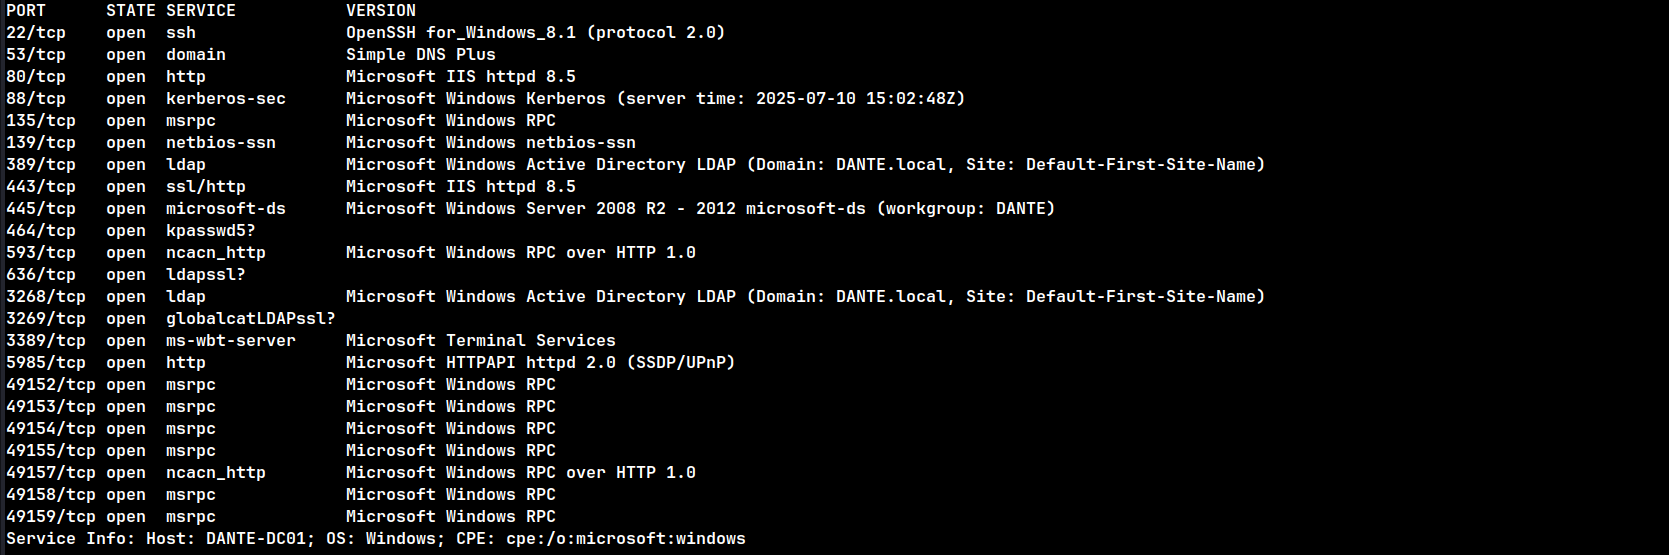 PORT      STATE SERVICE           VERSION
22/tcp    open  ssh               OpenSSH for_Windows_8.1 (protocol 2.0)
53/tcp    open  domain            Simple DNS Plus
80/tcp    open  http              Microsoft IIS httpd 8.5
88/tcp    open  kerberos-sec      Microsoft Windows Kerberos (server time: 2025-07-10 15:02:48Z)
135/tcp   open  msrpc             Microsoft Windows RPC
139/tcp   open  netbios-ssn       Microsoft Windows netbios-ssn
389/tcp   open  ldap              Microsoft Windows Active Directory LDAP (Domain: DANTE.local, Site: Default-First-Site-Name)
443/tcp   open  ssl/http          Microsoft IIS httpd 8.5
445/tcp   open  microsoft-ds      Microsoft Windows Server 2008 R2 - 2012 microsoft-ds (workgroup: DANTE)
464/tcp   open  kpasswd5?
593/tcp   open  ncacn_http        Microsoft Windows RPC over HTTP 1.0
636/tcp   open  ldapssl?
3268/tcp  open  ldap              Microsoft Windows Active Directory LDAP (Domain: DANTE.local, Site: Default-First-Site-Name)
3269/tcp  open  globalcatLDAPssl?
3389/tcp  open  ms-wbt-server     Microsoft Terminal Services
5985/tcp  open  http              Microsoft HTTPAPI httpd 2.0 (SSDP/UPnP)
49152/tcp open  msrpc             Microsoft Windows RPC
49153/tcp open  msrpc             Microsoft Windows RPC
49154/tcp open  msrpc             Microsoft Windows RPC
49155/tcp open  msrpc             Microsoft Windows RPC
49157/tcp open  ncacn_http        Microsoft Windows RPC over HTTP 1.0
49158/tcp open  msrpc             Microsoft Windows RPC
49159/tcp open  msrpc             Microsoft Windows RPC
Service Info: Host: DANTE-DC01; OS: Windows; CPE: cpe:/o:microsoft:windows